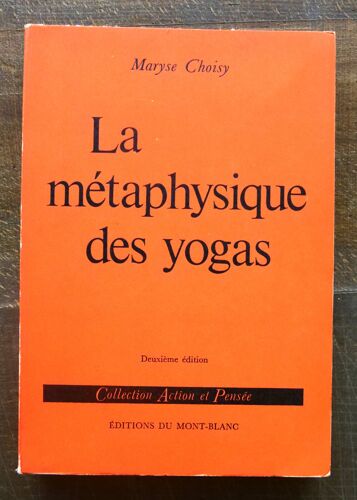 Maryse Choisy
La
métaphysique
des yogas
Deuxième édition
Collection Action et Pensée
ÉDITIONS DU MONT-BLANC